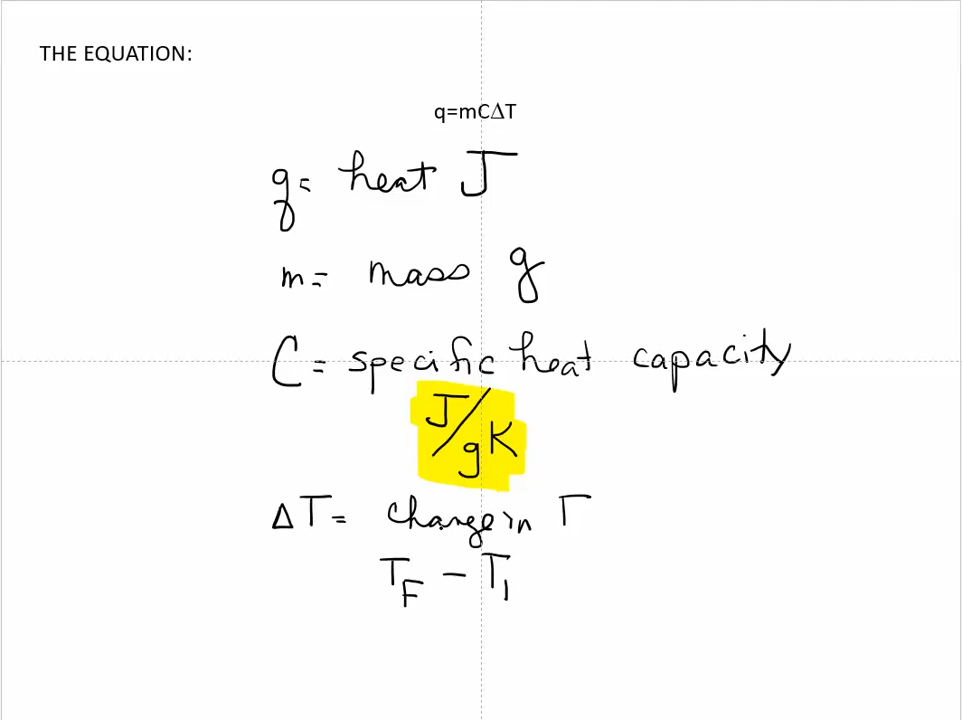 THE EQUATION:
q=mCΔT
q= heat J
m= mass g
C= specific heat capacity
J/gK
ΔT= change in T
TF - TI